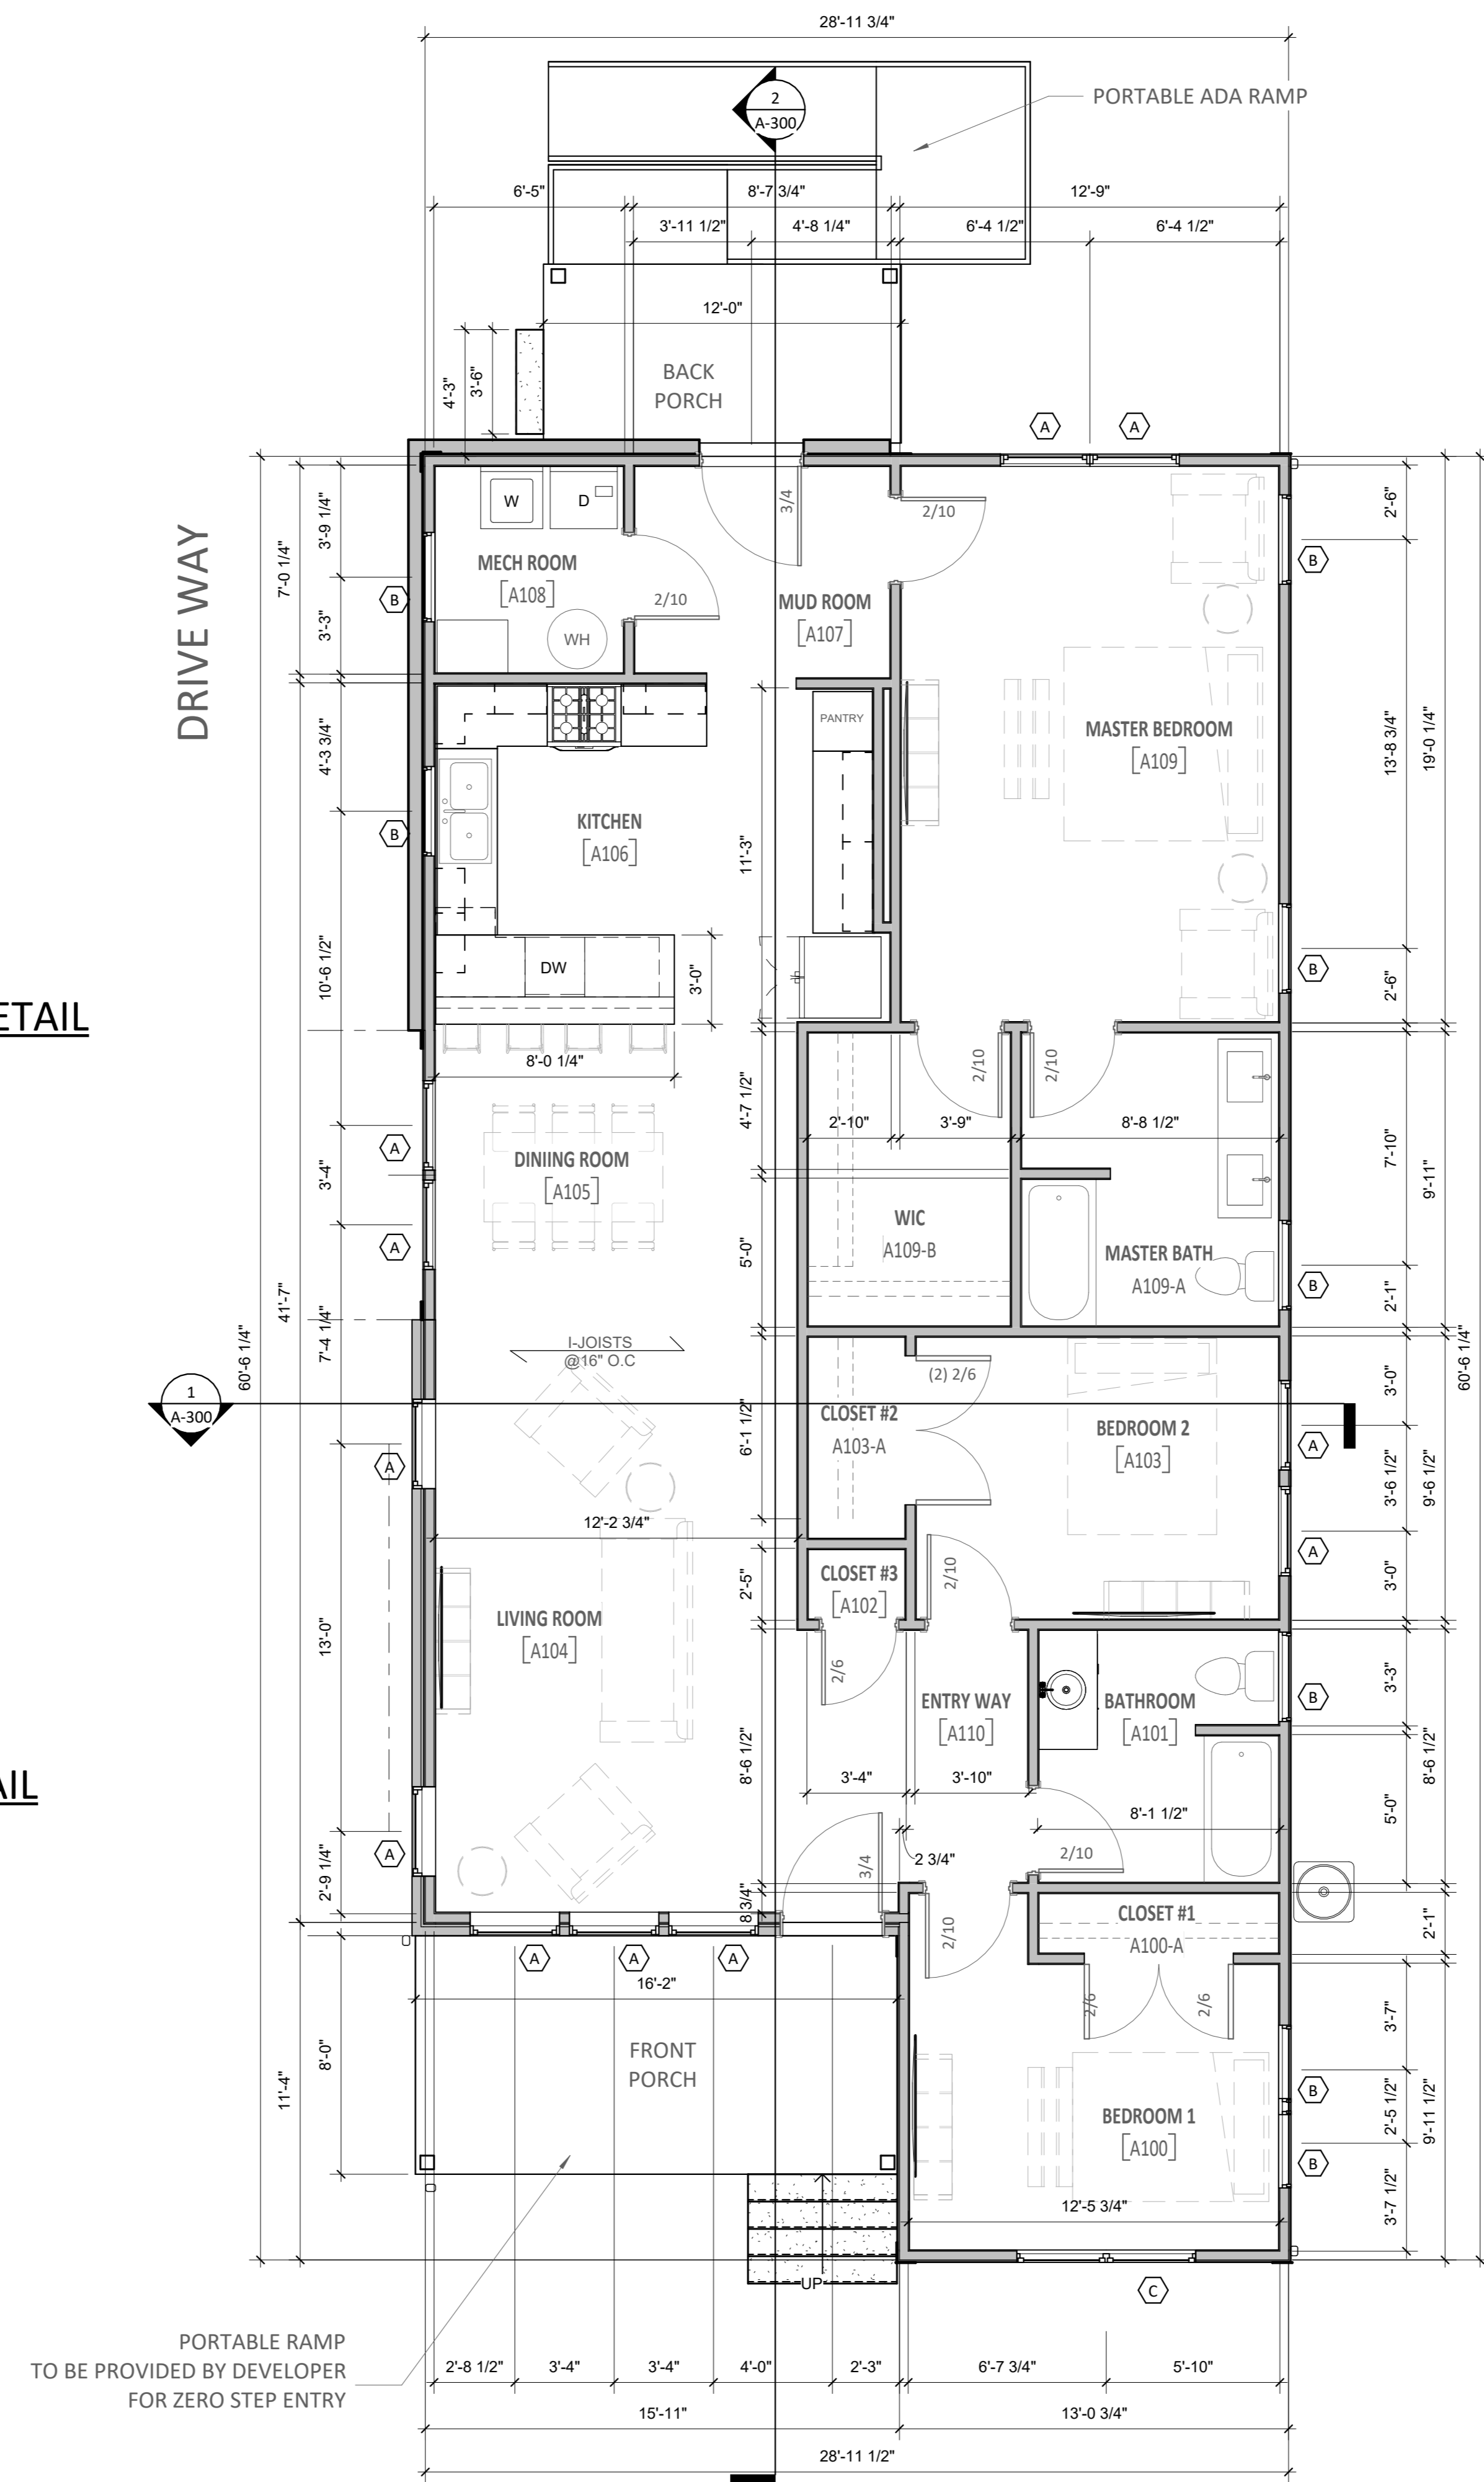 28'-11 3/4"
2
A-300
PORTABLE ADA RAMP
6'-5"
8'-7 3/4"
12'-9"
3'-11 1/2"
4'-8 1/4"
6'-4 1/2"
6'-4 1/2"
12'-0"
4'-3"
3'-6"
BACK
PORCH
A
A
DRIVE WAY
7'-0 1/4"
3'-9 1/4"
3'-3"
W
D
3/4
2/10
2'-6"
MECH ROOM
[A108]
B
B
2/10
WH
MUD ROOM
[A107]
4'-3 3/4"
PANTRY
MASTER BEDROOM
[A109]
13'-8 3/4"
19'-0 1/4"
B
KITCHEN
[A106]
11'-3"
10'-6 1/2"
DW
3'-0"
B
2'-6"
ETAIL
8'-0 1/4"
2/10
2/10
4'-7 1/2"
2'-10"
3'-9"
8'-8 1/2"
A
3'-4"
DINIING ROOM
[A105]
7'-10"
9'-11"
WIC
A109-B
A
5'-0"
MASTER BATH
A109-A
B
2'-1"
41'-7"
60'-6 1/4"
7'-4 1/4"
I-JOISTS
@16" O.C
60'-6 1/4"
(2) 2/6
3'-0"
1
A-300
CLOSET #2
A103-A
6'-1 1/2"
BEDROOM 2
[A103]
A
A
3'-6 1/2"
9'-6 1/2"
12'-2 3/4"
2/10
A
3'-0"
2'-5"
CLOSET #3
[A102]
13'-0"
LIVING ROOM
[A104]
2/6
3'-3"
ENTRY WAY
[A110]
BATHROOM
[A101]
B
AIL
8'-6 1/2"
3'-4"
3'-10"
8'-6 1/2"
8'-1 1/2"
5'-0"
A
2'-9 1/4"
3/4
2 3/4"
2/10
8 3/4"
2/10
CLOSET #1
A100-A
2'-1"
A
A
A
16'-2"
2/6
2/6
3'-7"
FRONT
PORCH
8'-0"
11'-4"
B
2'-5 1/2"
9'-11 1/2"
BEDROOM 1
[A100]
B
12'-5 3/4"
3'-7 1/2"
UP
C
PORTABLE RAMP
TO BE PROVIDED BY DEVELOPER
FOR ZERO STEP ENTRY
2'-8 1/2"
3'-4"
3'-4"
4'-0"
2'-3"
6'-7 3/4"
5'-10"
15'-11"
13'-0 3/4"
28'-11 1/2"